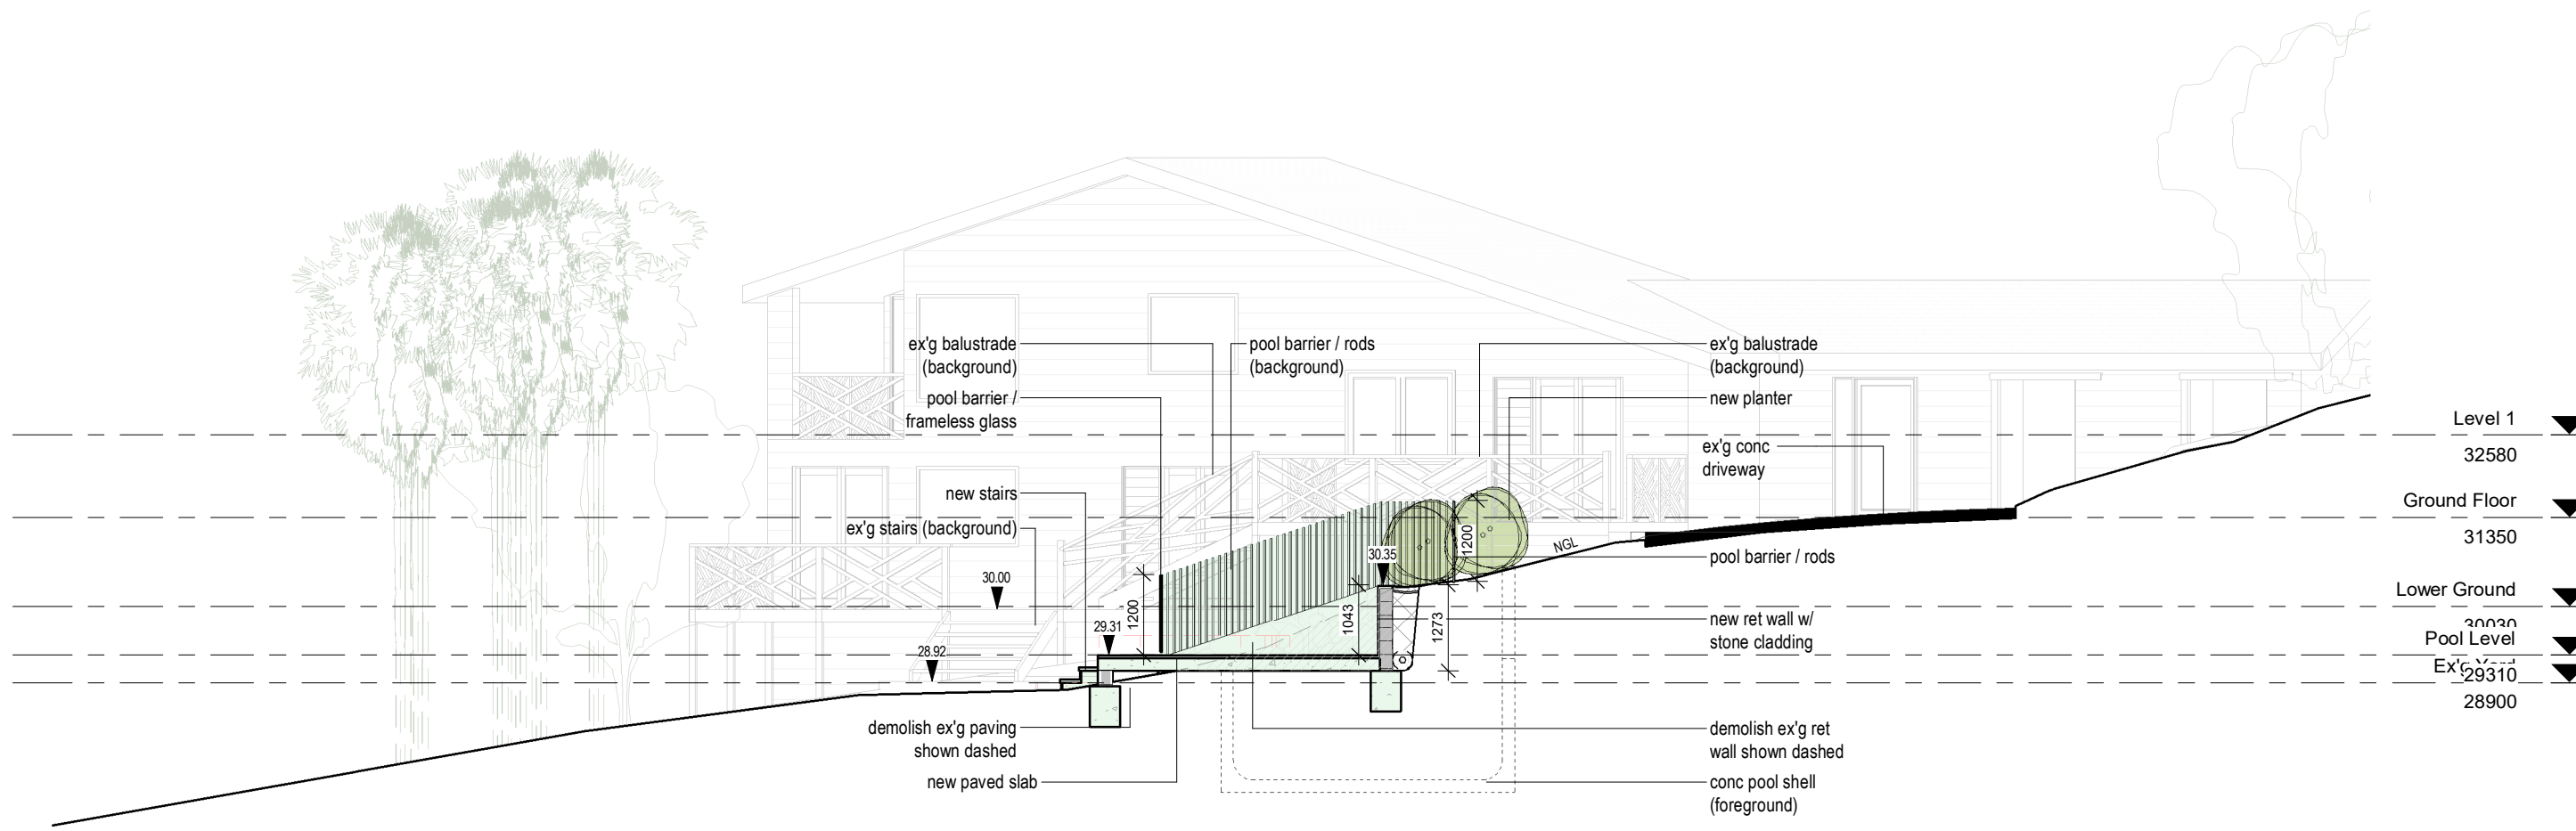 ex'g balustrade
(background)
pool barrier / rods
(background)
ex'g balustrade
(background)
pool barrier /
frameless glass
new planter
Level 1
32580
ex'g conc
driveway
new stairs
ex'g stairs (background)
Ground Floor
31350
1200
NGL
30.35
pool barrier / rods
30.00
Lower Ground
30030
1200
29.31
1043
1273
new ret wall w/
stone cladding
Pool Level
29310
28.92
Ex'g Yard
28900
demolish ex'g paving
shown dashed
demolish ex'g ret
wall shown dashed
new paved slab
conc pool shell
(foreground)